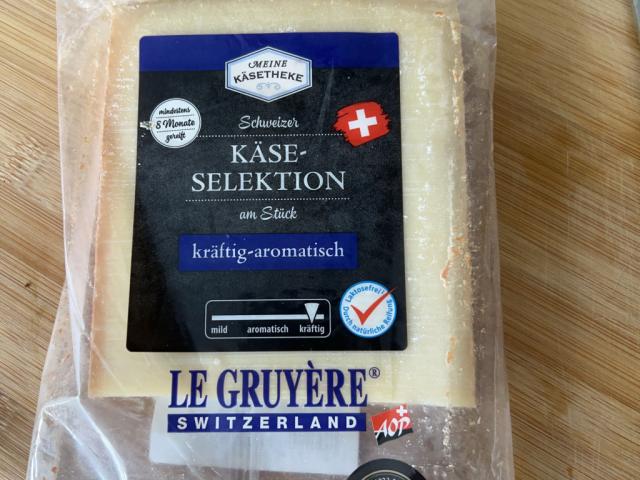 MEINE
KÄSETHEKE
mindestens
8 Monate
gereift
Schweizer
KÄSE-
SELEKTION
am Stück
kräftig-aromatisch
mild aromatisch kräftig
Laktosefrei!
Durch natürliche Reifung
LE GRUYÈRE®
SWITZERLAND
AOP